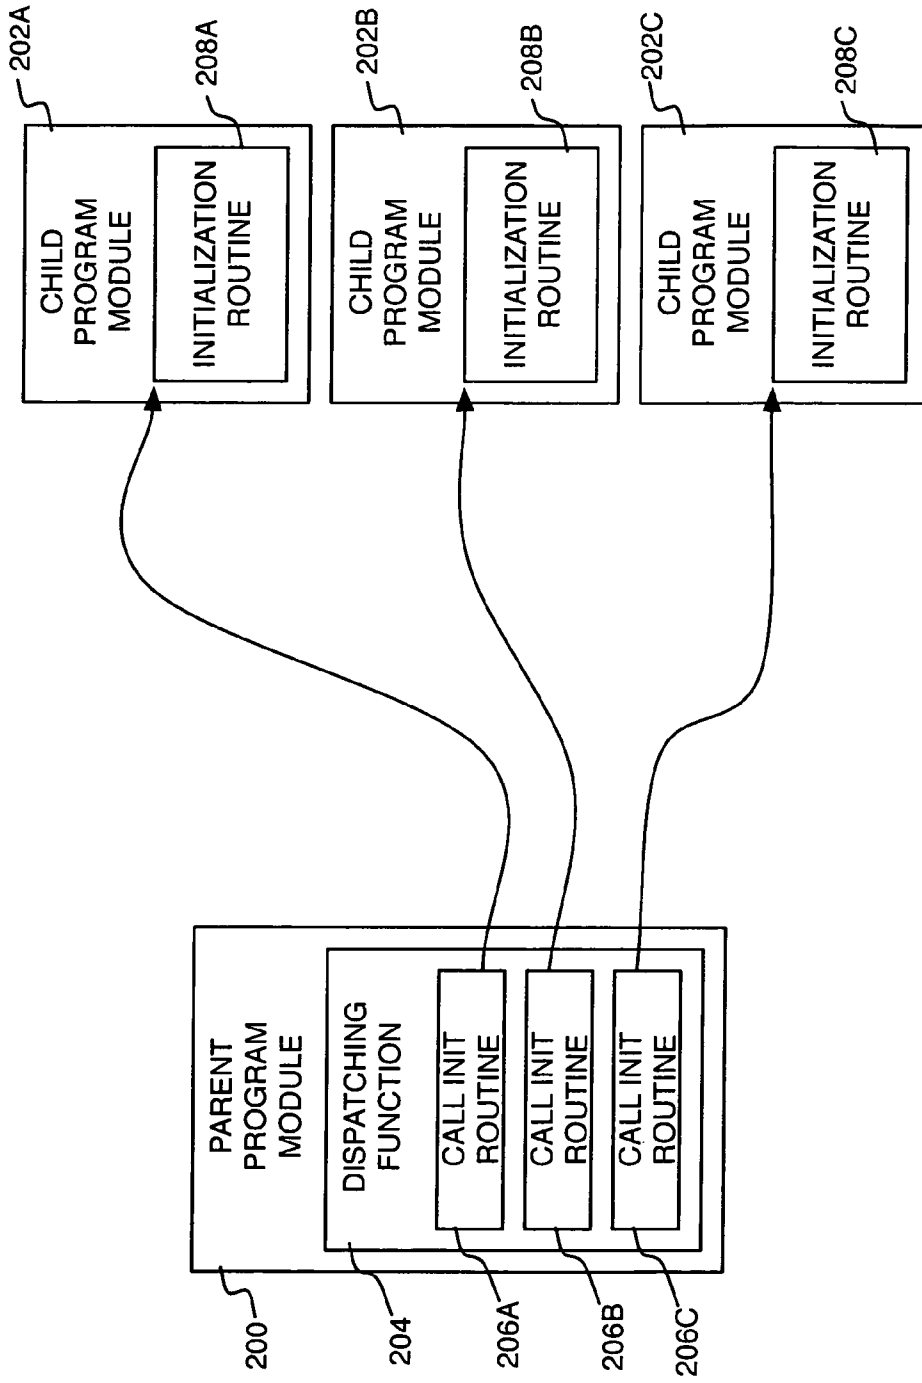 200
PARENT
PROGRAM
MODULE
204
DISPATCHING
FUNCTION
206A
CALL INIT
ROUTINE
206B
CALL INIT
ROUTINE
206C
CALL INIT
ROUTINE
202A
CHILD
PROGRAM
MODULE
208A
INITIALIZATION
ROUTINE
202B
CHILD
PROGRAM
MODULE
208B
INITIALIZATION
ROUTINE
202C
CHILD
PROGRAM
MODULE
208C
INITIALIZATION
ROUTINE